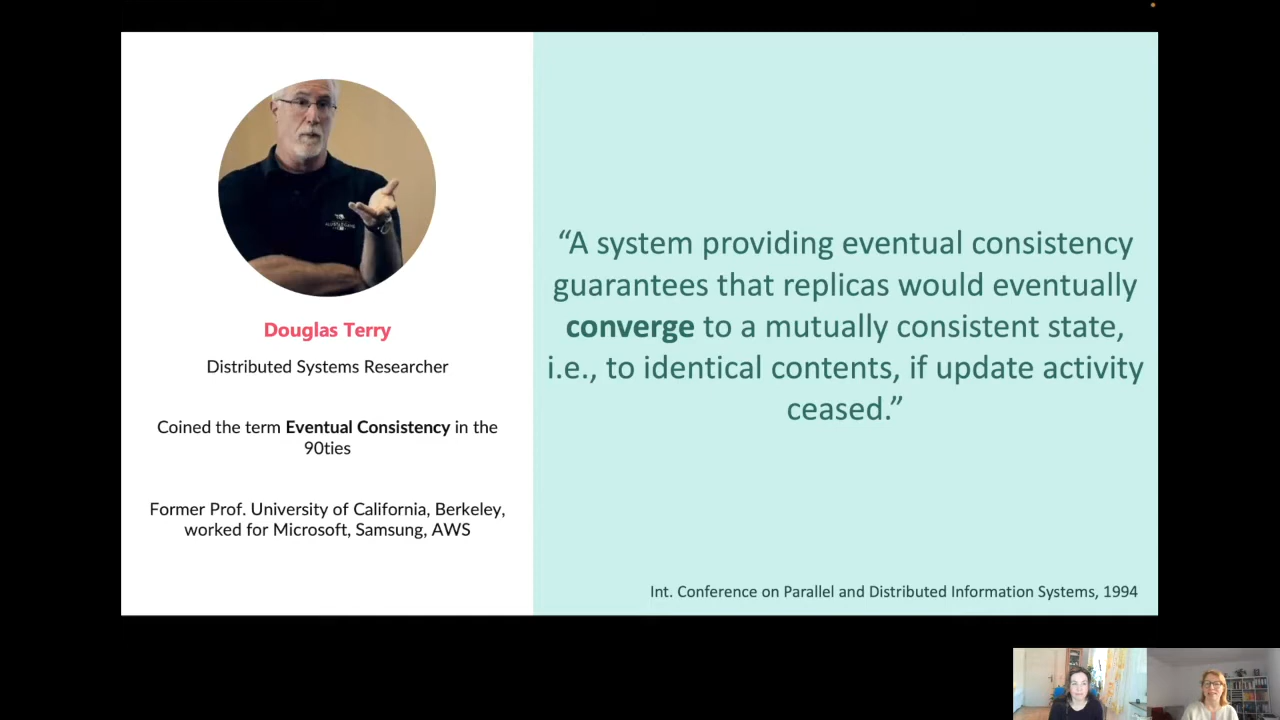 Douglas Terry
Distributed Systems Researcher
Coined the term Eventual Consistency in the
90ties
Former Prof. University of California, Berkeley,
worked for Microsoft, Samsung, AWS
“A system providing eventual consistency
guarantees that replicas would eventually
converge to a mutually consistent state,
i.e., to identical contents, if update activity
ceased.”
Int. Conference on Parallel and Distributed Information Systems, 1994